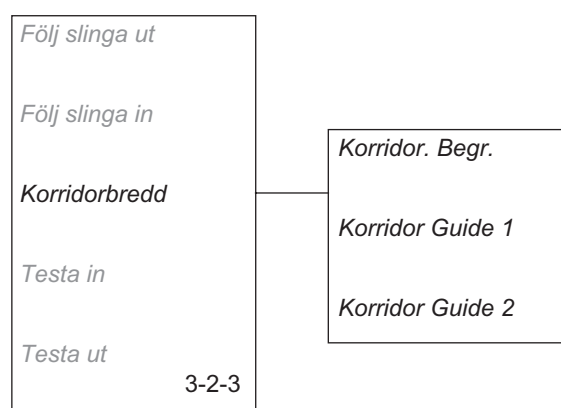 Följ slinga ut
Följ slinga in
Korridorbredd
Testa in
Testa ut
3-2-3
Korridor. Begr.
Korridor Guide 1
Korridor Guide 2